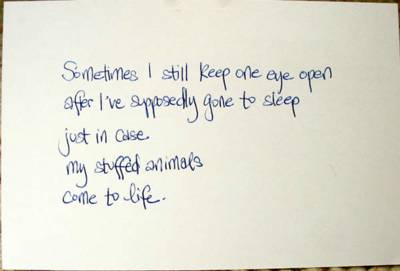 Sometimes I still keep one eye open
after I've supposedly gone to sleep
just in case.
my stuffed animals
come to life.